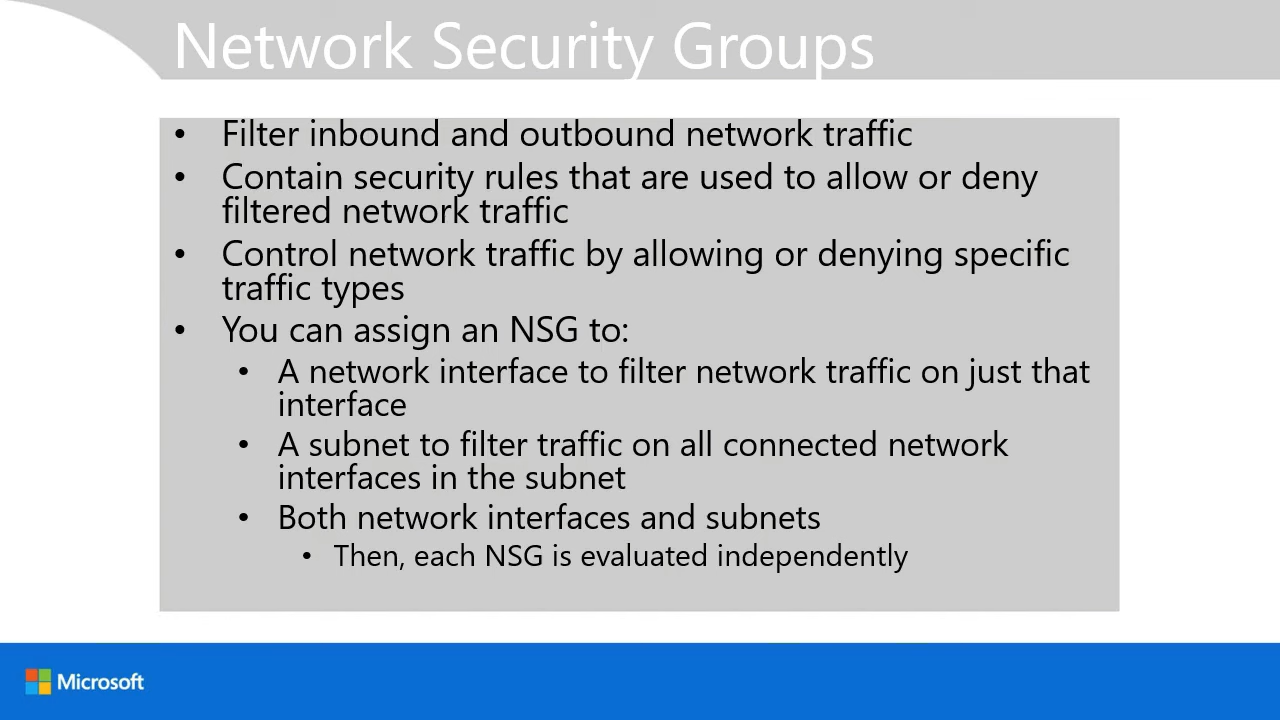 Network Security Groups
• Filter inbound and outbound network traffic
• Contain security rules that are used to allow or deny
filtered network traffic
• Control network traffic by allowing or denying specific
traffic types
• You can assign an NSG to:
• A network interface to filter network traffic on just that
interface
• A subnet to filter traffic on all connected network
interfaces in the subnet
• Both network interfaces and subnets
• Then, each NSG is evaluated independently
Microsoft